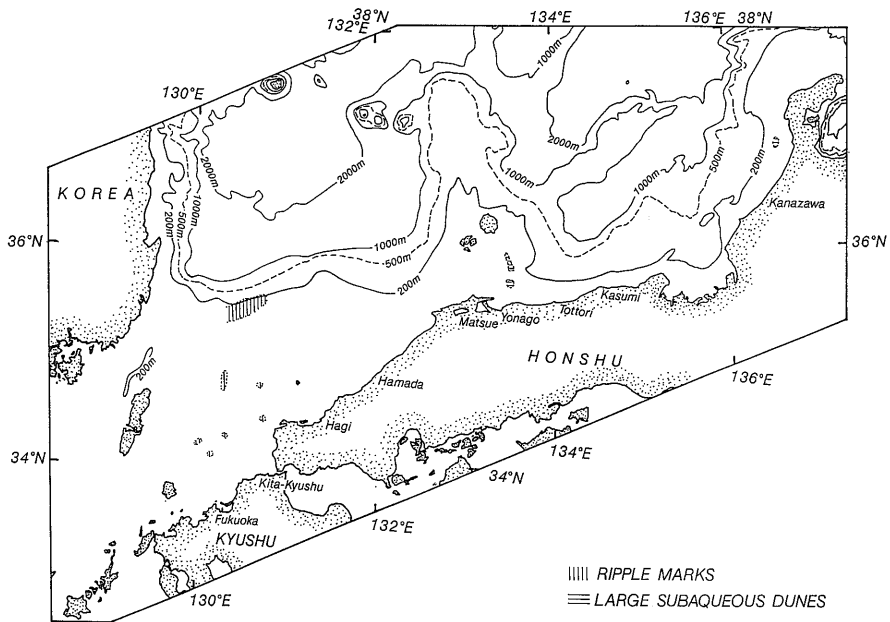 38°N
132°E
134°E
136°E
38°N
130°E
1000m
2000m
2000m
2000m
1000m
500m
200m
1000m
1000m
500m
200m
KOREA
Kanazawa
36°N
36°N
1000m
500m
200m
Kasumi
Tottori
Yonago
Matsue
HONSHU
200m
136°E
Hamada
Hagi
34°N
134°E
34°N
Kita-Kyushu
132°E
Fukuoka
KYUSHU
130°E
RIPPLE MARKS
LARGE SUBAQUEOUS DUNES